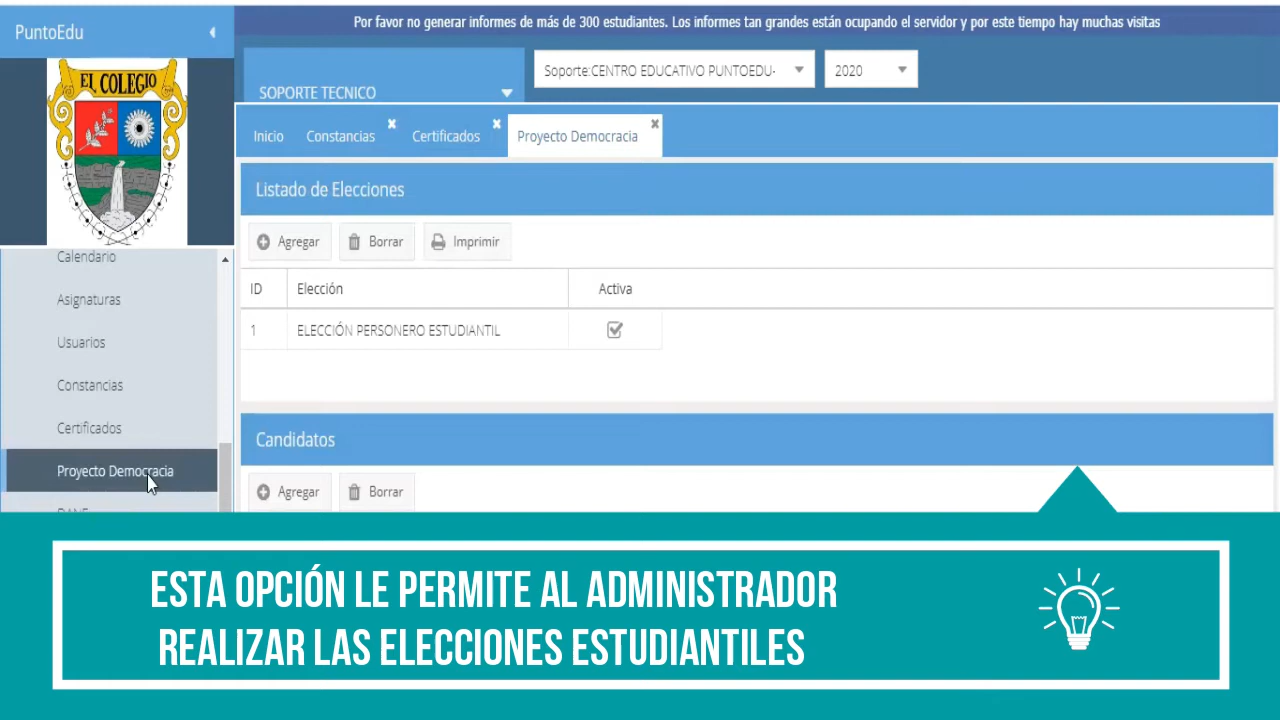 PuntoEdu
Por favor no generar informes de más de 300 estudiantes. Los informes tan grandes están ocupando el servidor y por este tiempo hay muchas visitas
EL COLEGIO
SOPORTE TECNICO
Soporte:CENTRO EDUCATIVO PUNTOEDU-
2020
Inicio
Constancias
Certificados
Proyecto Democracia
Listado de Elecciones
Agregar
Borrar
Imprimir
ID
Elección
Activa
1
ELECCIÓN PERSONERO ESTUDIANTIL
Calendario
Asignaturas
Usuarios
Constancias
Certificados
Proyecto Democracia
Candidatos
Agregar
Borrar
ESTA OPCIÓN LE PERMITE AL ADMINISTRADOR
REALIZAR LAS ELECCIONES ESTUDIANTILES